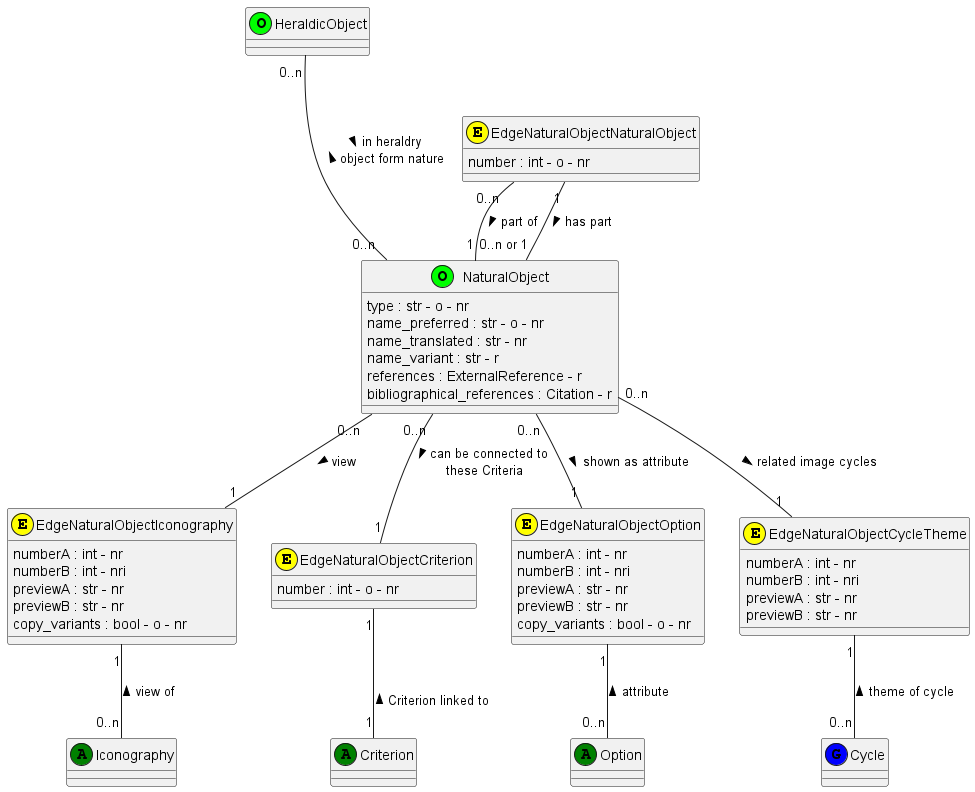 O HeraldicObject
0..n
in heraldry
object form nature
E EdgeNaturalObjectNaturalObject
number : int - o - nr
0..n
1
part of
has part
0..n
1
0..n or 1
O NaturalObject
type : str - o - nr
name_preferred : str - o - nr
name_translated : str - nr
name_variant : str - r
references : ExternalReference - r
bibliographical_references : Citation - r
0..n
0..n
0..n
0..n
view
can be connected to
these Criteria
shown as attribute
related image cycles
1
1
1
1
E EdgeNaturalObjectIconography
numberA : int - nr
numberB : int - nri
previewA : str - nr
previewB : str - nr
copy_variants : bool - o - nr
E EdgeNaturalObjectCriterion
number : int - o - nr
E EdgeNaturalObjectOption
numberA : int - nr
numberB : int - nri
previewA : str - nr
previewB : str - nr
copy_variants : bool - o - nr
E EdgeNaturalObjectCycleTheme
numberA : int - nr
numberB : int - nri
previewA : str - nr
previewB : str - nr
1
1
1
1
view of
Criterion linked to
attribute
theme of cycle
0..n
1
0..n
0..n
A Iconography
A Criterion
A Option
G Cycle